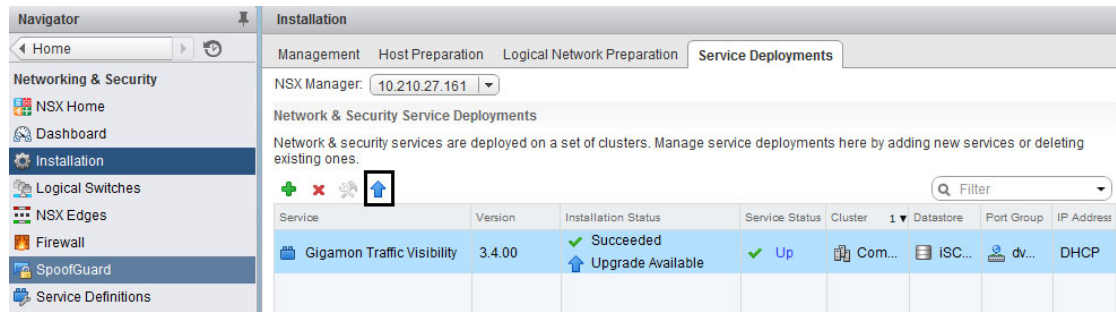 Navigator
Home
Networking & Security
NSX Home
Dashboard
Installation
Logical Switches
NSX Edges
Firewall
SpoofGuard
Service Definitions
Installation
Management Host Preparation Logical Network Preparation Service Deployments
NSX Manager: 10.210.27.161
Network & Security Service Deployments
Network & security services are deployed on a set of clusters. Manage service deployments here by adding new services or deleting
existing ones.
Filter
Service Version Installation Status Service Status Cluster 1 Datastore Port Group IP Address
Gigamon Traffic Visibility 3.4.00 Succeeded Up Com... iSC... dv... DHCP
Upgrade Available